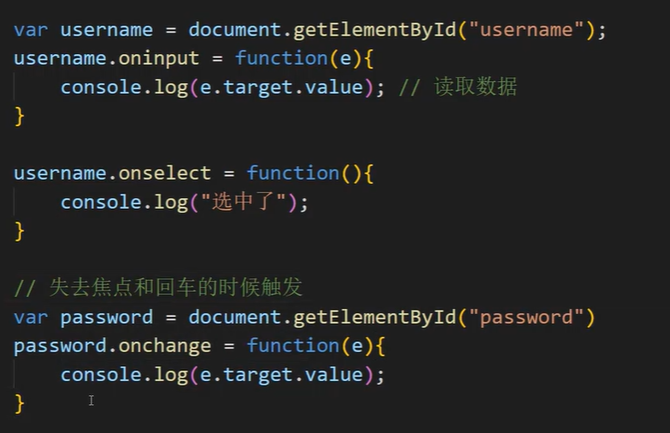 var username = document.getElementById("username");
username.oninput = function(e){
    console.log(e.target.value); // 读取数据
}
username.onselect = function(){
    console.log("选中了");
}
// 失去焦点和回车的时候触发
var password = document.getElementById("password")
password.onchange = function(e){
    console.log(e.target.value);
}